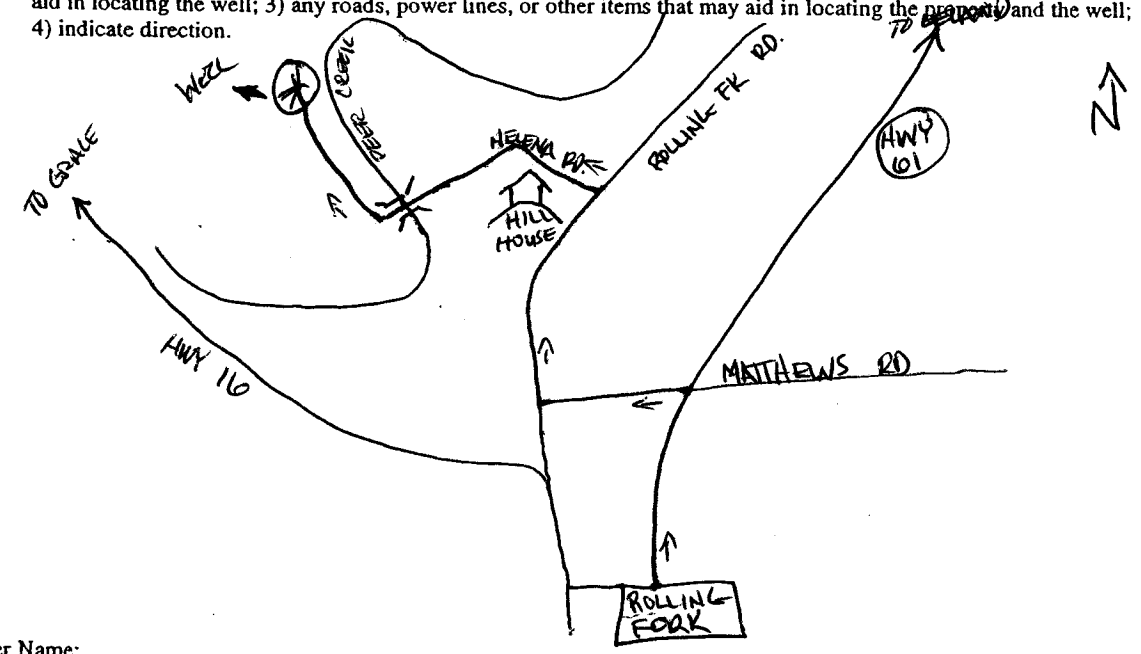 aid in locating the well; 3) any roads, power lines, or other items that may aid in locating the property and the well;
4) indicate direction.
TO
N
WELL
DEER CREEK
HELENA RD.
ROLLING FK RD.
HWY
61
TO GRACE
HILL
HOUSE
HWY 16
MATTHEWS RD
ROLLING
FORK
er Name: